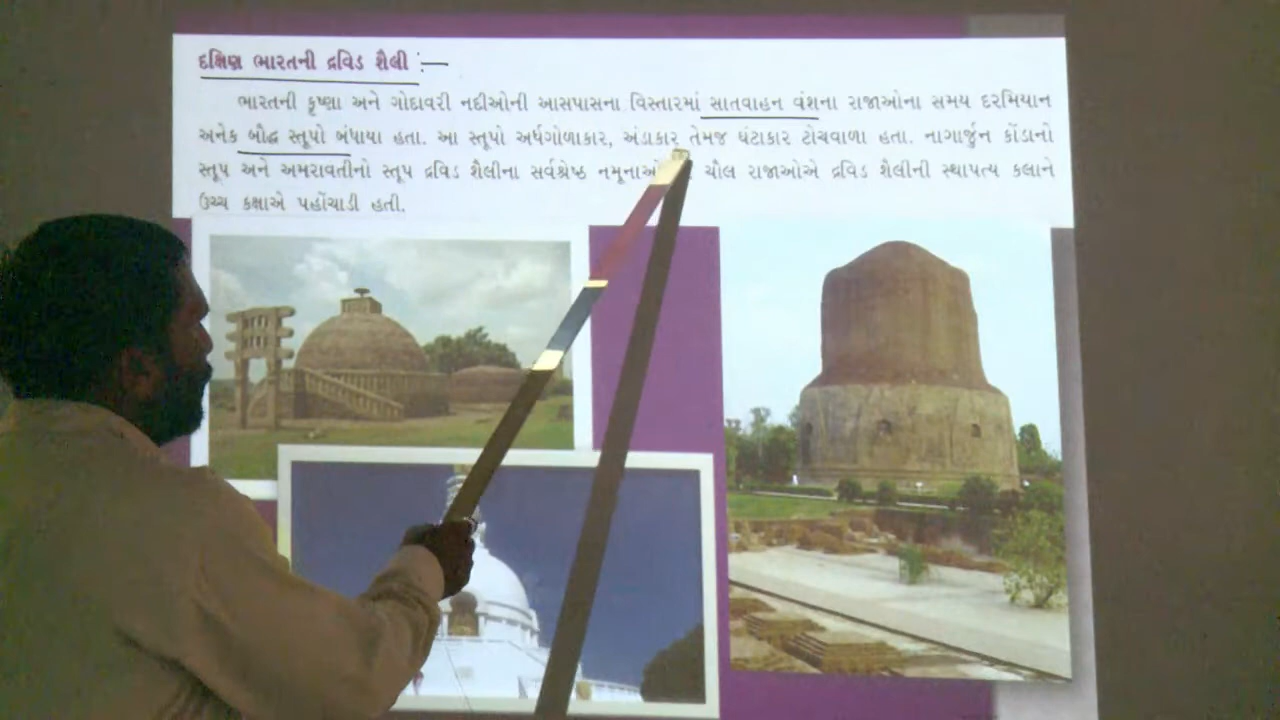 દક્ષિણ ભારતની દ્રવિડ શૈલી :—
ભારતની કૃષ્ણા અને ગોદાવરી નદીઓની આસપાસના વિસ્તારમાં સાતવાહન વંશના રાજાઓના સમય દરમિયાન
અનેક બૌદ્ધ સ્તૂપો બંધાયા હતા. આ સ્તૂપો અર્ધગોળાકાર, અંડાકાર તેમજ ઘંટાકાર ટોચવાળા હતા. નાગાર્જુન કોંડાનો
સ્તૂપ અને અમરાવતીનો સ્તૂપ દ્રવિડ શૈલીના સર્વશ્રેષ્ઠ ચૌલ રાજાઓએ દ્રવિડ શૈલીની સ્થાપત્ય કલાને
ઉચ્ચ કક્ષાએ પહોંચાડી હતી.